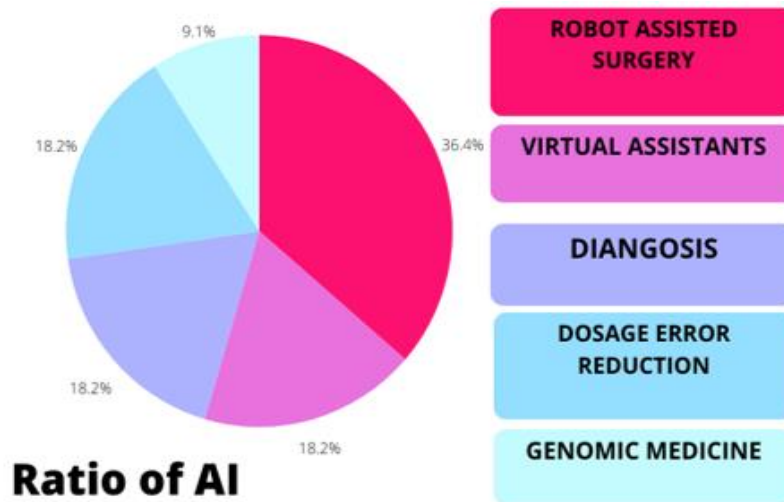 9.1%
18.2%
36.4%
18.2%
18.2%
Ratio of AI
ROBOT ASSISTED
SURGERY
VIRTUAL ASSISTANTS
DIANGOSIS
DOSAGE ERROR
REDUCTION
GENOMIC MEDICINE